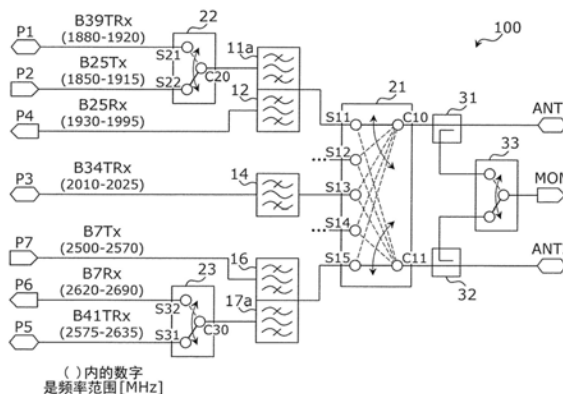 100
P1
B39TRx
(1880-1920)
22
S21
P2
B25Tx
(1850-1915)
S22
C20
11a
12
P4
B25Rx
(1930-1995)
21
S11
C10
31
ANT
S12
33
MON
P3
B34TRx
(2010-2025)
14
S13
S14
P7
B7Tx
(2500-2570)
16
S15
C11
ANT
32
P6
B7Rx
(2620-2690)
23
S32
C30
17a
P5
B41TRx
(2575-2635)
S31
( )内的数字
是频率范围[MHz]